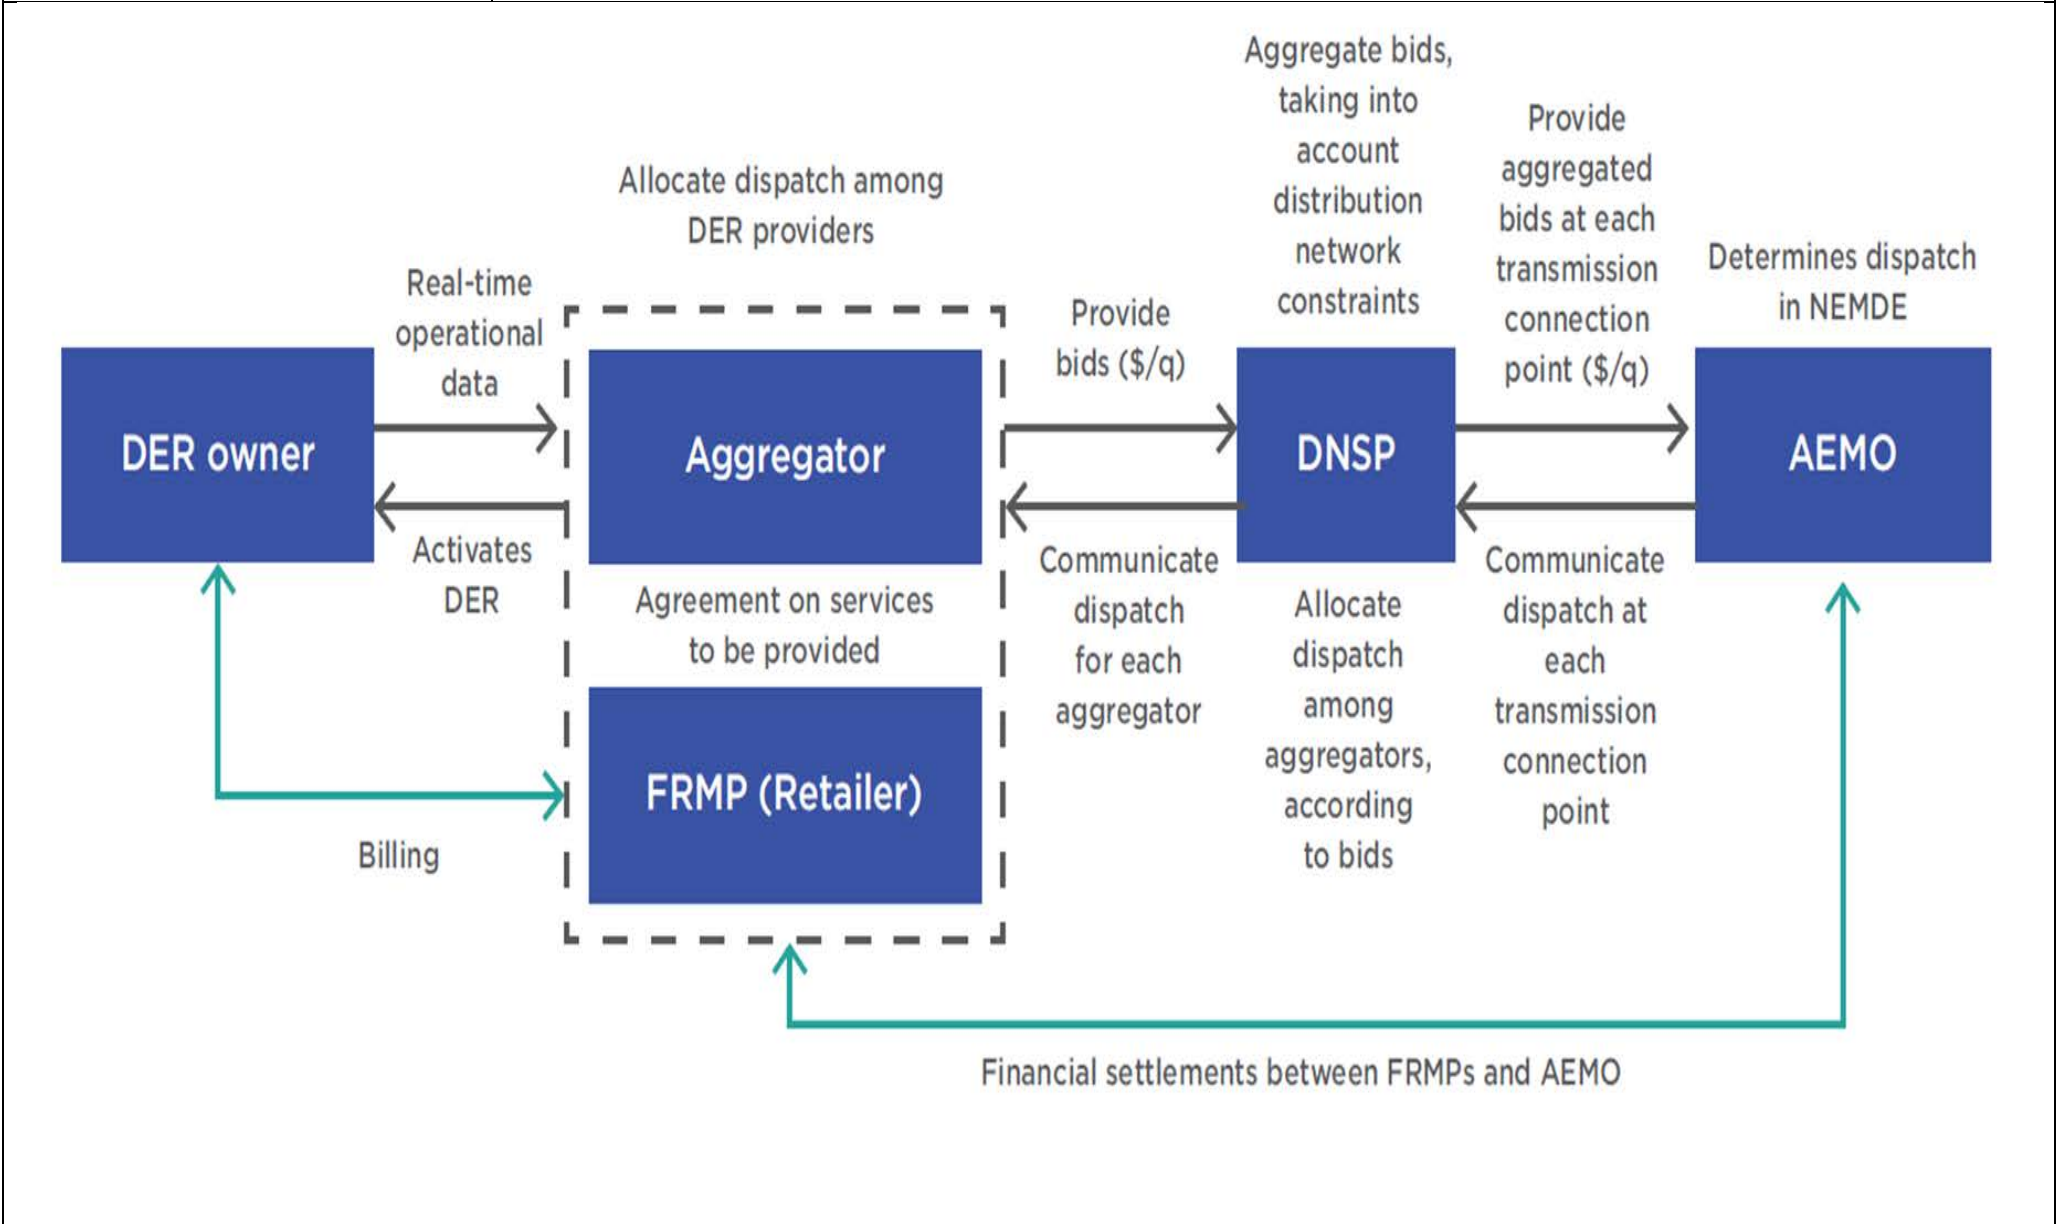 Aggregate bids,
taking into
account
distribution
network
constraints
Provide
aggregated
bids at each
transmission
connection
point ($/q)
Allocate dispatch among
DER providers
Determines dispatch
in NEMDE
Real-time
operational
data
Provide
bids ($/q)
DER owner
Aggregator
DNSP
AEMO
Activates
DER
Agreement on services
to be provided
Communicate
dispatch
for each
aggregator
Allocate
dispatch
among
aggregators,
according
to bids
Communicate
dispatch at
each
transmission
connection
point
FRMP (Retailer)
Billing
Financial settlements between FRMPs and AEMO